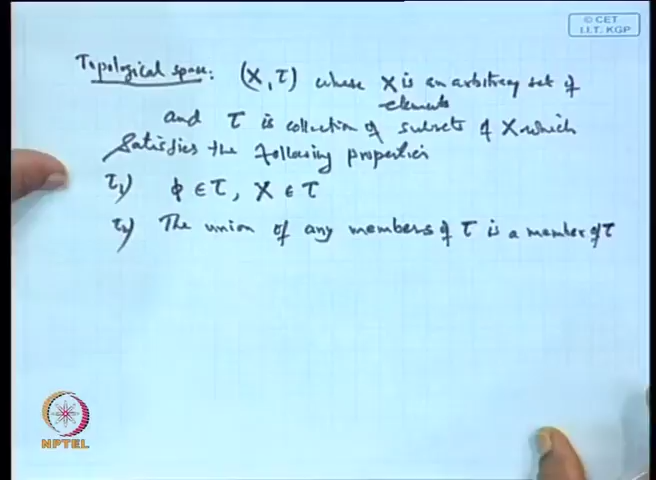 © CET
I.I.T. KGP
Topological space: (X, τ) where X is an arbitrary set of
elements
and τ is collection of subsets of X which
satisfies the following properties
τ₁) φ ∈ τ, X ∈ τ
τ₂) The union of any members of τ is a member of τ
NPTEL